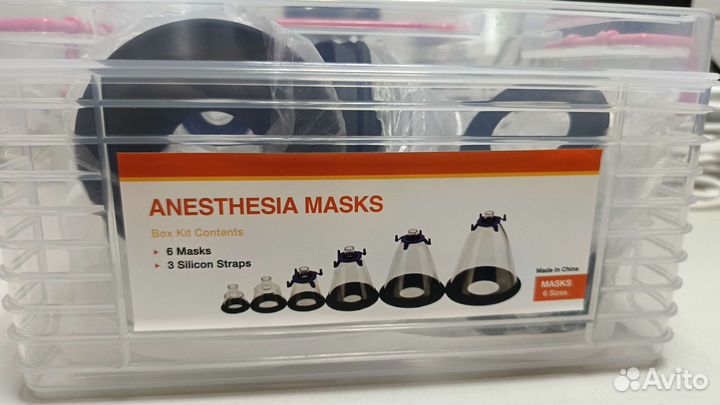 ANESTHESIA MASKS
Box Kit Contents
▸ 6 Masks
▸ 3 Silicon Straps
Made In China
MASKS
6 Sizes
Avito